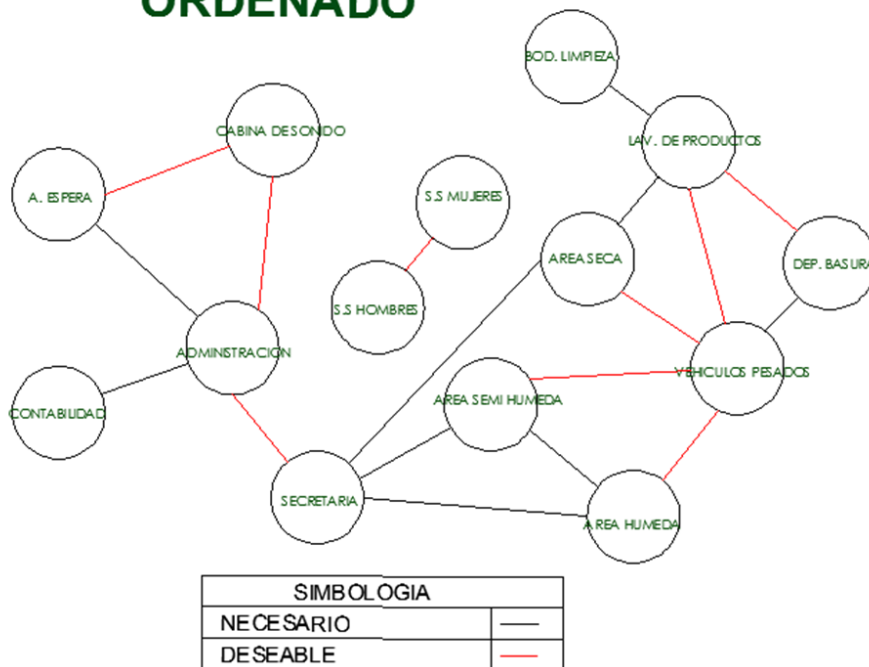 ORDENADO
BOD. LIMPIEZA
CABINA DE SONIDO
LAV. DE PRODUCTOS
A. ESPERA
S.S MUJERES
AREA SECA
DEP. BASURA
S.S HOMBRES
ADMINISTRACION
VEHICULOS PESADOS
AREA SEMI HUMEDA
CONTABILIDAD
SECRETARIA
AREA HUMEDA
SIMBOLOGIA
NECESARIO
DESEABLE